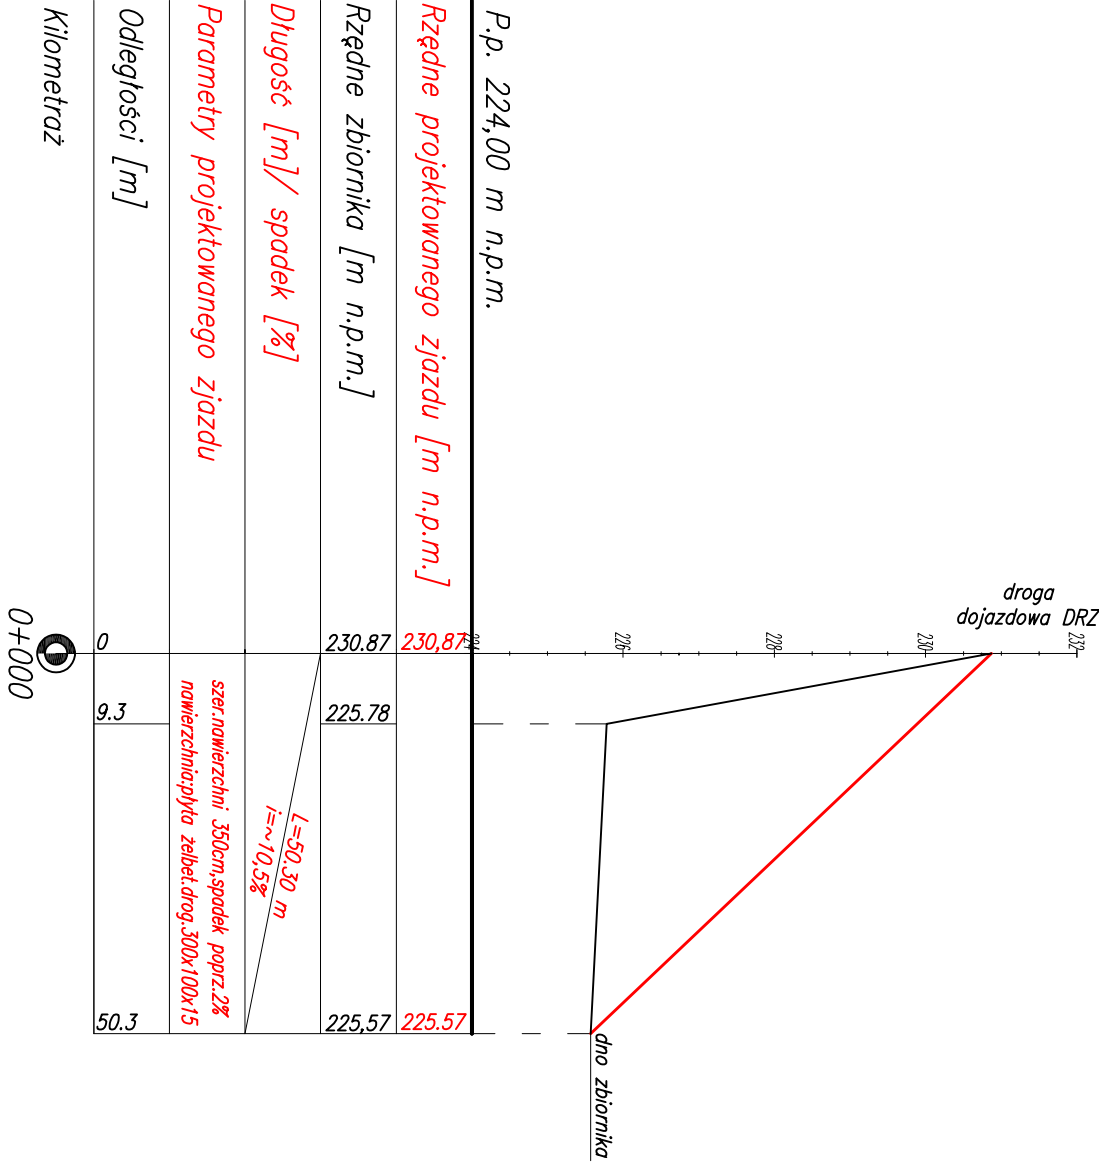 droga
dojazdowa DRZ
232
230
228
226
224
P.p. 224,00 m n.p.m.
dno zbiornika
Rzędne projektowanego zjazdu [m n.p.m.]
230,87
225.57
Rzędne zbiornika [m n.p.m.]
230.87
225.78
225,57
Długość [m]/ spadek [%]
L=50.30 m
i=~10,5%
Parametry projektowanego zjazdu
szer.nawierzchni 350cm,spadek poprz.2%
nawierzchnia:płyta żelbet.drog.300x100x15
Odległości [m]
0
9.3
50.3
Kilometraż
0+000